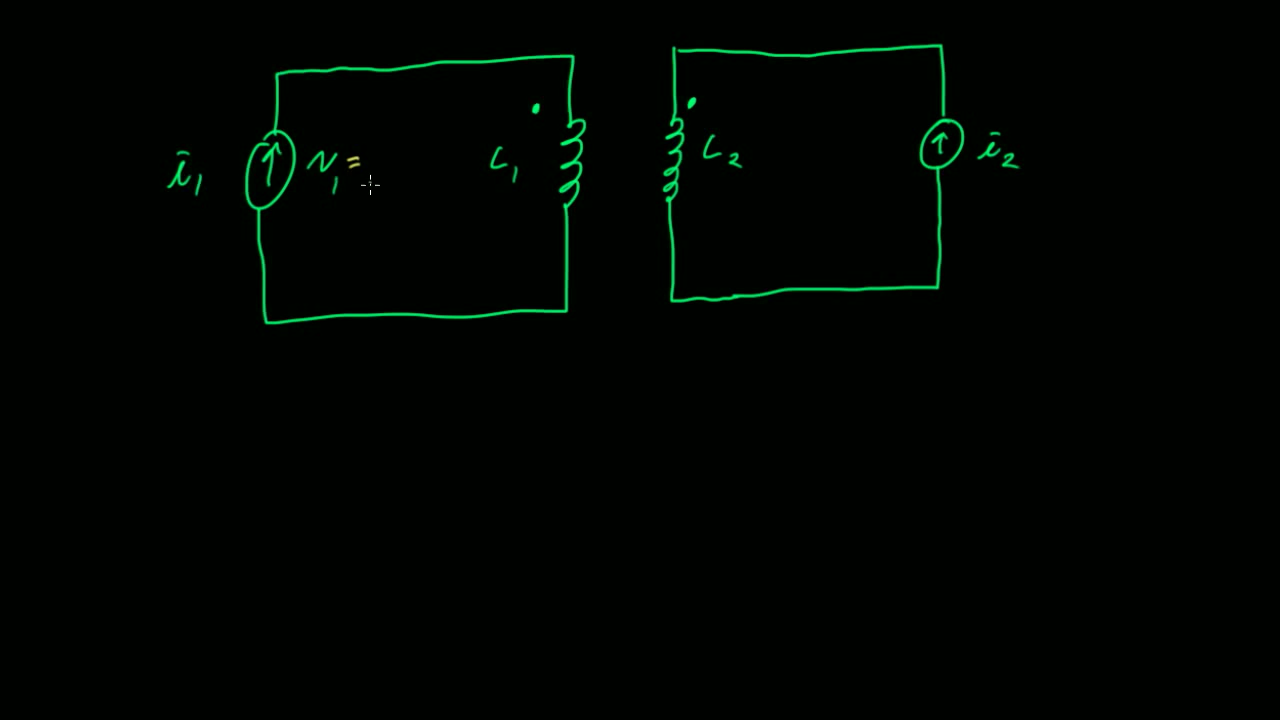 i₁ v₁ = L₁ L₂ i₂